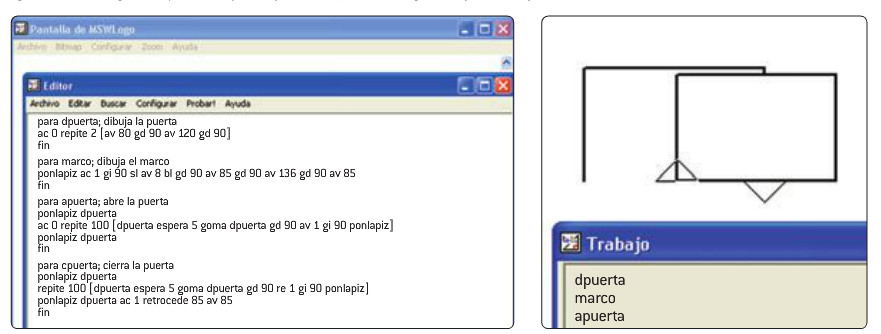 Pantalla de MSWLogo
Archivo Bitmap Configurar Zoom Ayuda
Editor
Archivo Editar Buscar Configurar Probar! Ayuda
para dpuerta; dibuja la puerta
ac 0 repite 2 [av 80 gd 90 av 120 gd 90]
fin
para marco; dibuja el marco
ponlapiz ac 1 gi 90 sl av 8 bl gd 90 av 85 gd 90 av 136 gd 90 av 85
fin
para apuerta; abre la puerta
ponlapiz dpuerta
ac 0 repite 100 [dpuerta espera 5 goma dpuerta gd 90 av 1 gi 90 ponlapiz]
ponlapiz dpuerta
fin
para cpuerta; cierra la puerta
ponlapiz dpuerta
repite 100 [dpuerta espera 5 goma dpuerta gd 90 re 1 gi 90 ponlapiz]
ponlapiz dpuerta ac 1 retrocede 85 av 85
fin
Trabajo
dpuerta
marco
apuerta